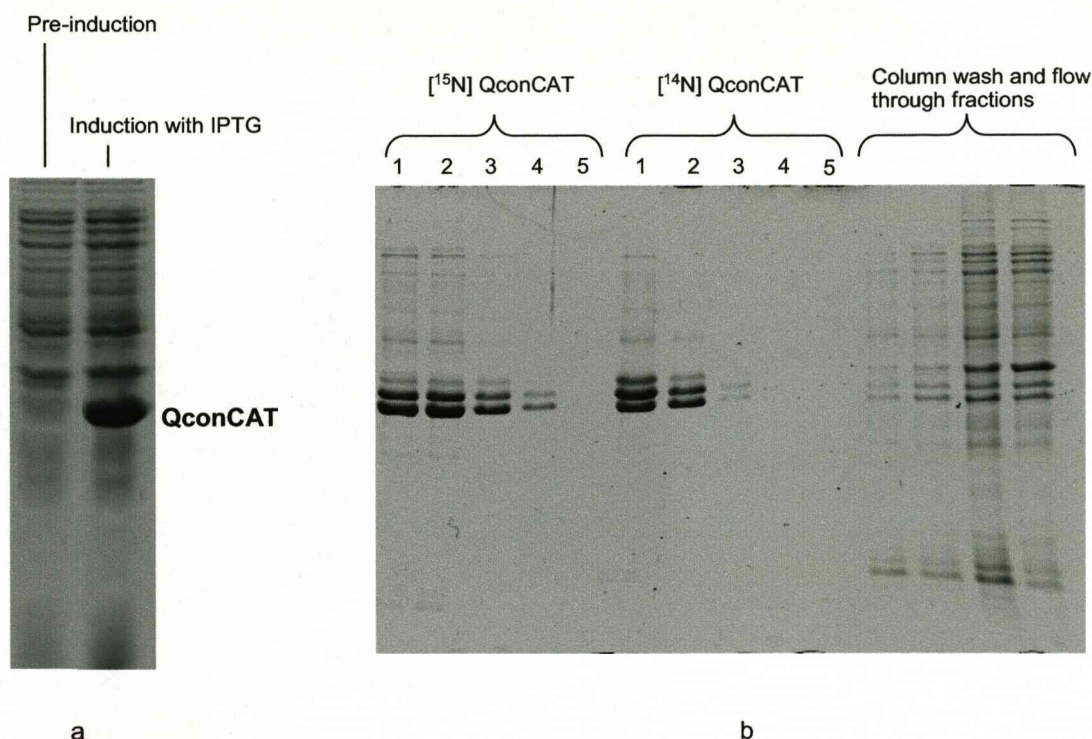 Pre-induction
Induction with IPTG
QconCAT
a
[¹⁵N] QconCAT
[¹⁴N] QconCAT
Column wash and flow
through fractions
1 2 3 4 5
1 2 3 4 5
b